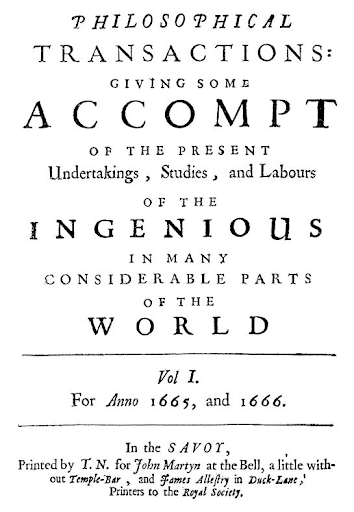 PHILOSOPHICAL
TRANSACTIONS:
GIVING SOME
ACCOMPT
OF THE PRESENT
Undertakings, Studies, and Labours
OF THE
INGENIOUS
IN MANY
CONSIDERABLE PARTS
OF THE
WORLD
Vol I.
For Anno 1665, and 1666.
In the SAVOY,
Printed by T. N. for John Martyn at the Bell, a little with-
out Temple-Bar, and James Allestry in Duck-Lane,
Printers to the Royal Society.